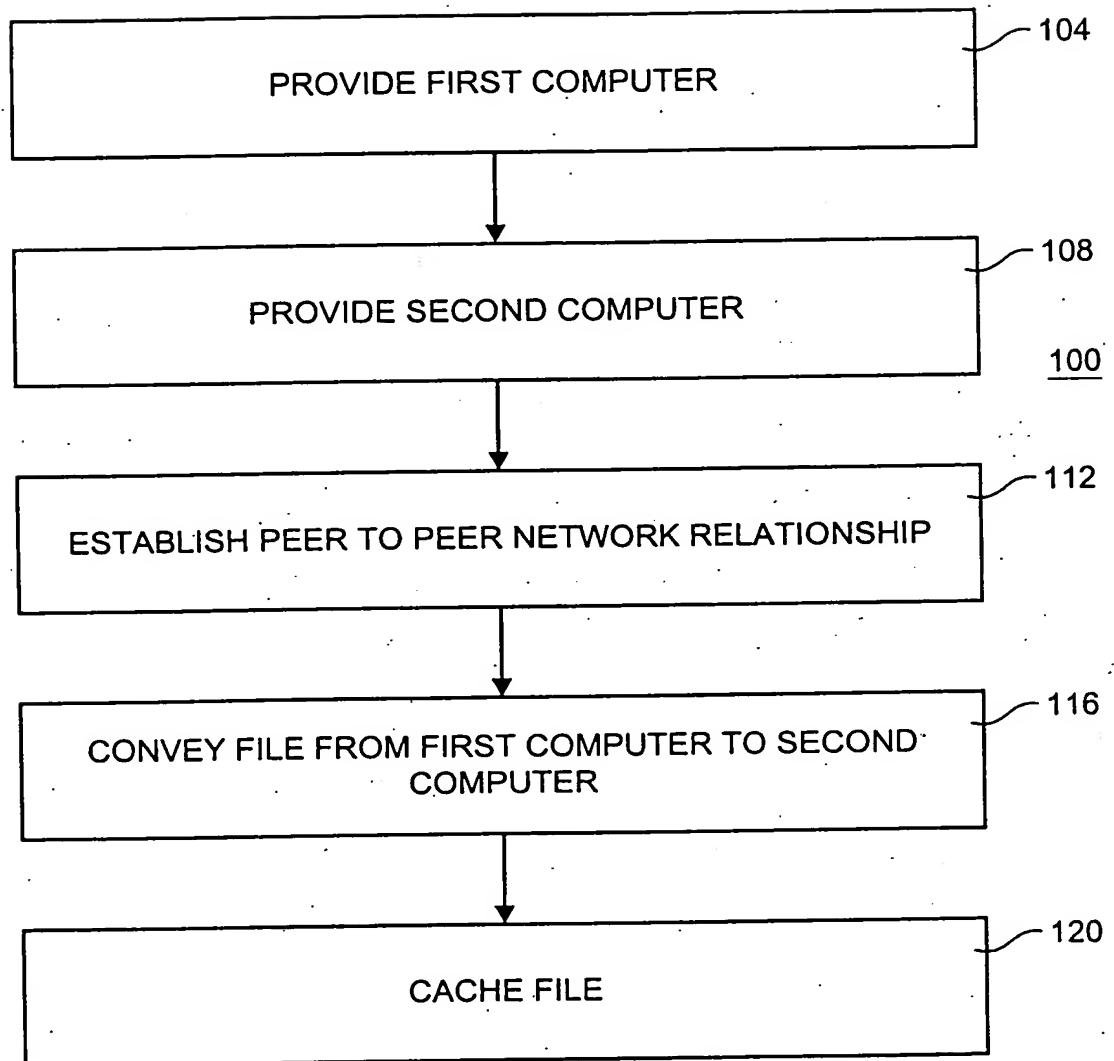 104
PROVIDE FIRST COMPUTER
108
PROVIDE SECOND COMPUTER
100
112
ESTABLISH PEER TO PEER NETWORK RELATIONSHIP
116
CONVEY FILE FROM FIRST COMPUTER TO SECOND
COMPUTER
120
CACHE FILE